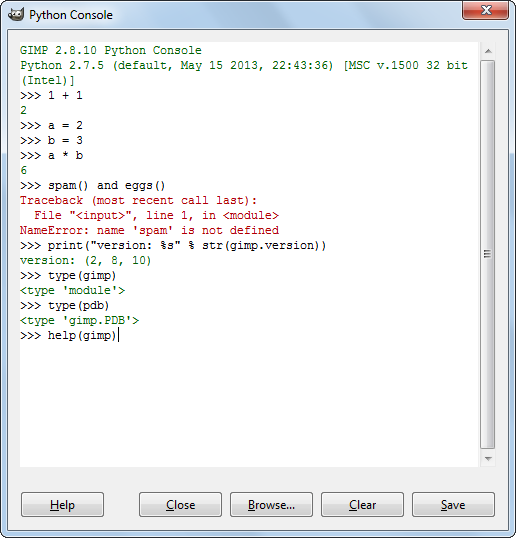 Python Console
GIMP 2.8.10 Python Console
Python 2.7.5 (default, May 15 2013, 22:43:36) [MSC v.1500 32 bit
(Intel)]
>>> 1 + 1
2
>>> a = 2
>>> b = 3
>>> a * b
6
>>> spam() and eggs()
Traceback (most recent call last):
  File "<input>", line 1, in <module>
NameError: name 'spam' is not defined
>>> print("version: %s" % str(gimp.version))
version: (2, 8, 10)
>>> type(gimp)
<type 'module'>
>>> type(pdb)
<type 'gimp.PDB'>
>>> help(gimp)
Help Close Browse... Clear Save